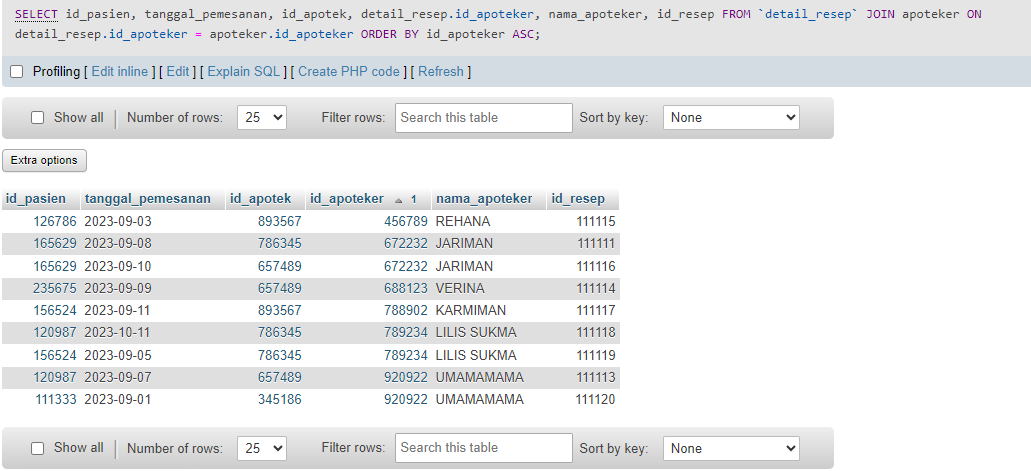 SELECT id_pasien, tanggal_pemesanan, id_apotek, detail_resep.id_apoteker, nama_apoteker, id_resep FROM `detail_resep` JOIN apoteker ON
detail_resep.id_apoteker = apoteker.id_apoteker ORDER BY id_apoteker ASC;
Profiling [ Edit inline ] [ Edit ] [ Explain SQL ] [ Create PHP code ] [ Refresh ]
Show all Number of rows: 25 Filter rows: Search this table Sort by key: None
Extra options
id_pasien tanggal_pemesanan id_apotek id_apoteker 1 nama_apoteker id_resep
126786 2023-09-03 893567 456789 REHANA 111115
165629 2023-09-08 786345 672232 JARIMAN 111111
165629 2023-09-10 657489 672232 JARIMAN 111116
235675 2023-09-09 657489 688123 VERINA 111114
156524 2023-09-11 893567 788902 KARMIMAN 111117
120987 2023-10-11 786345 789234 LILIS SUKMA 111118
156524 2023-09-05 786345 789234 LILIS SUKMA 111119
120987 2023-09-07 657489 920922 UMAMAMAMA 111113
111333 2023-09-01 345186 920922 UMAMAMAMA 111120
Show all Number of rows: 25 Filter rows: Search this table Sort by key: None